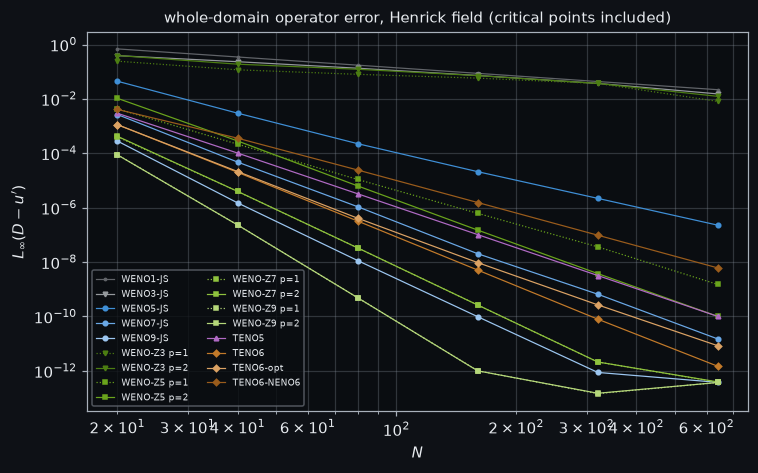 whole-domain operator error, Henrick field (critical points included)
10⁰
10⁻²
10⁻⁴
10⁻⁶
10⁻⁸
10⁻¹⁰
10⁻¹²
L∞(D − u′)
WENO1-JS
WENO3-JS
WENO5-JS
WENO7-JS
WENO9-JS
WENO-Z3 p=1
WENO-Z3 p=2
WENO-Z5 p=1
WENO-Z5 p=2
WENO-Z7 p=1
WENO-Z7 p=2
WENO-Z9 p=1
WENO-Z9 p=2
TENO5
TENO6
TENO6-opt
TENO6-NENO6
2 × 10¹ 3 × 10¹ 4 × 10¹ 6 × 10¹ 10² 2 × 10² 3 × 10² 4 × 10² 6 × 10²
N